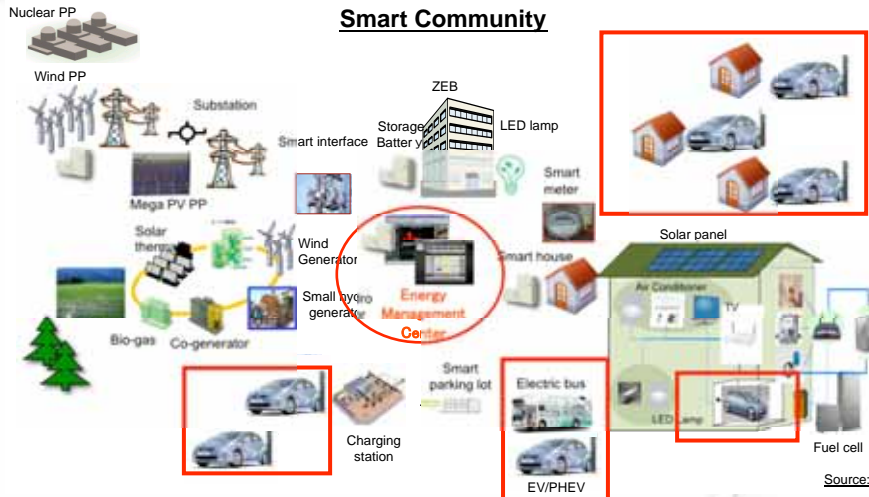 Smart Community
Nuclear PP
Wind PP
Substation
Smart interface
Storage
Battery
ZEB
LED lamp
Smart
meter
Mega PV PP
Solar
Wind
Generator
Small
generator
Bio-gas
Co-generator
Energy
Management
Center
Smart house
Solar panel
Air Conditioner
TV
LED Lamp
Fuel cell
Charging
station
Smart
parking lot
Electric bus
EV/PHEV
Source: